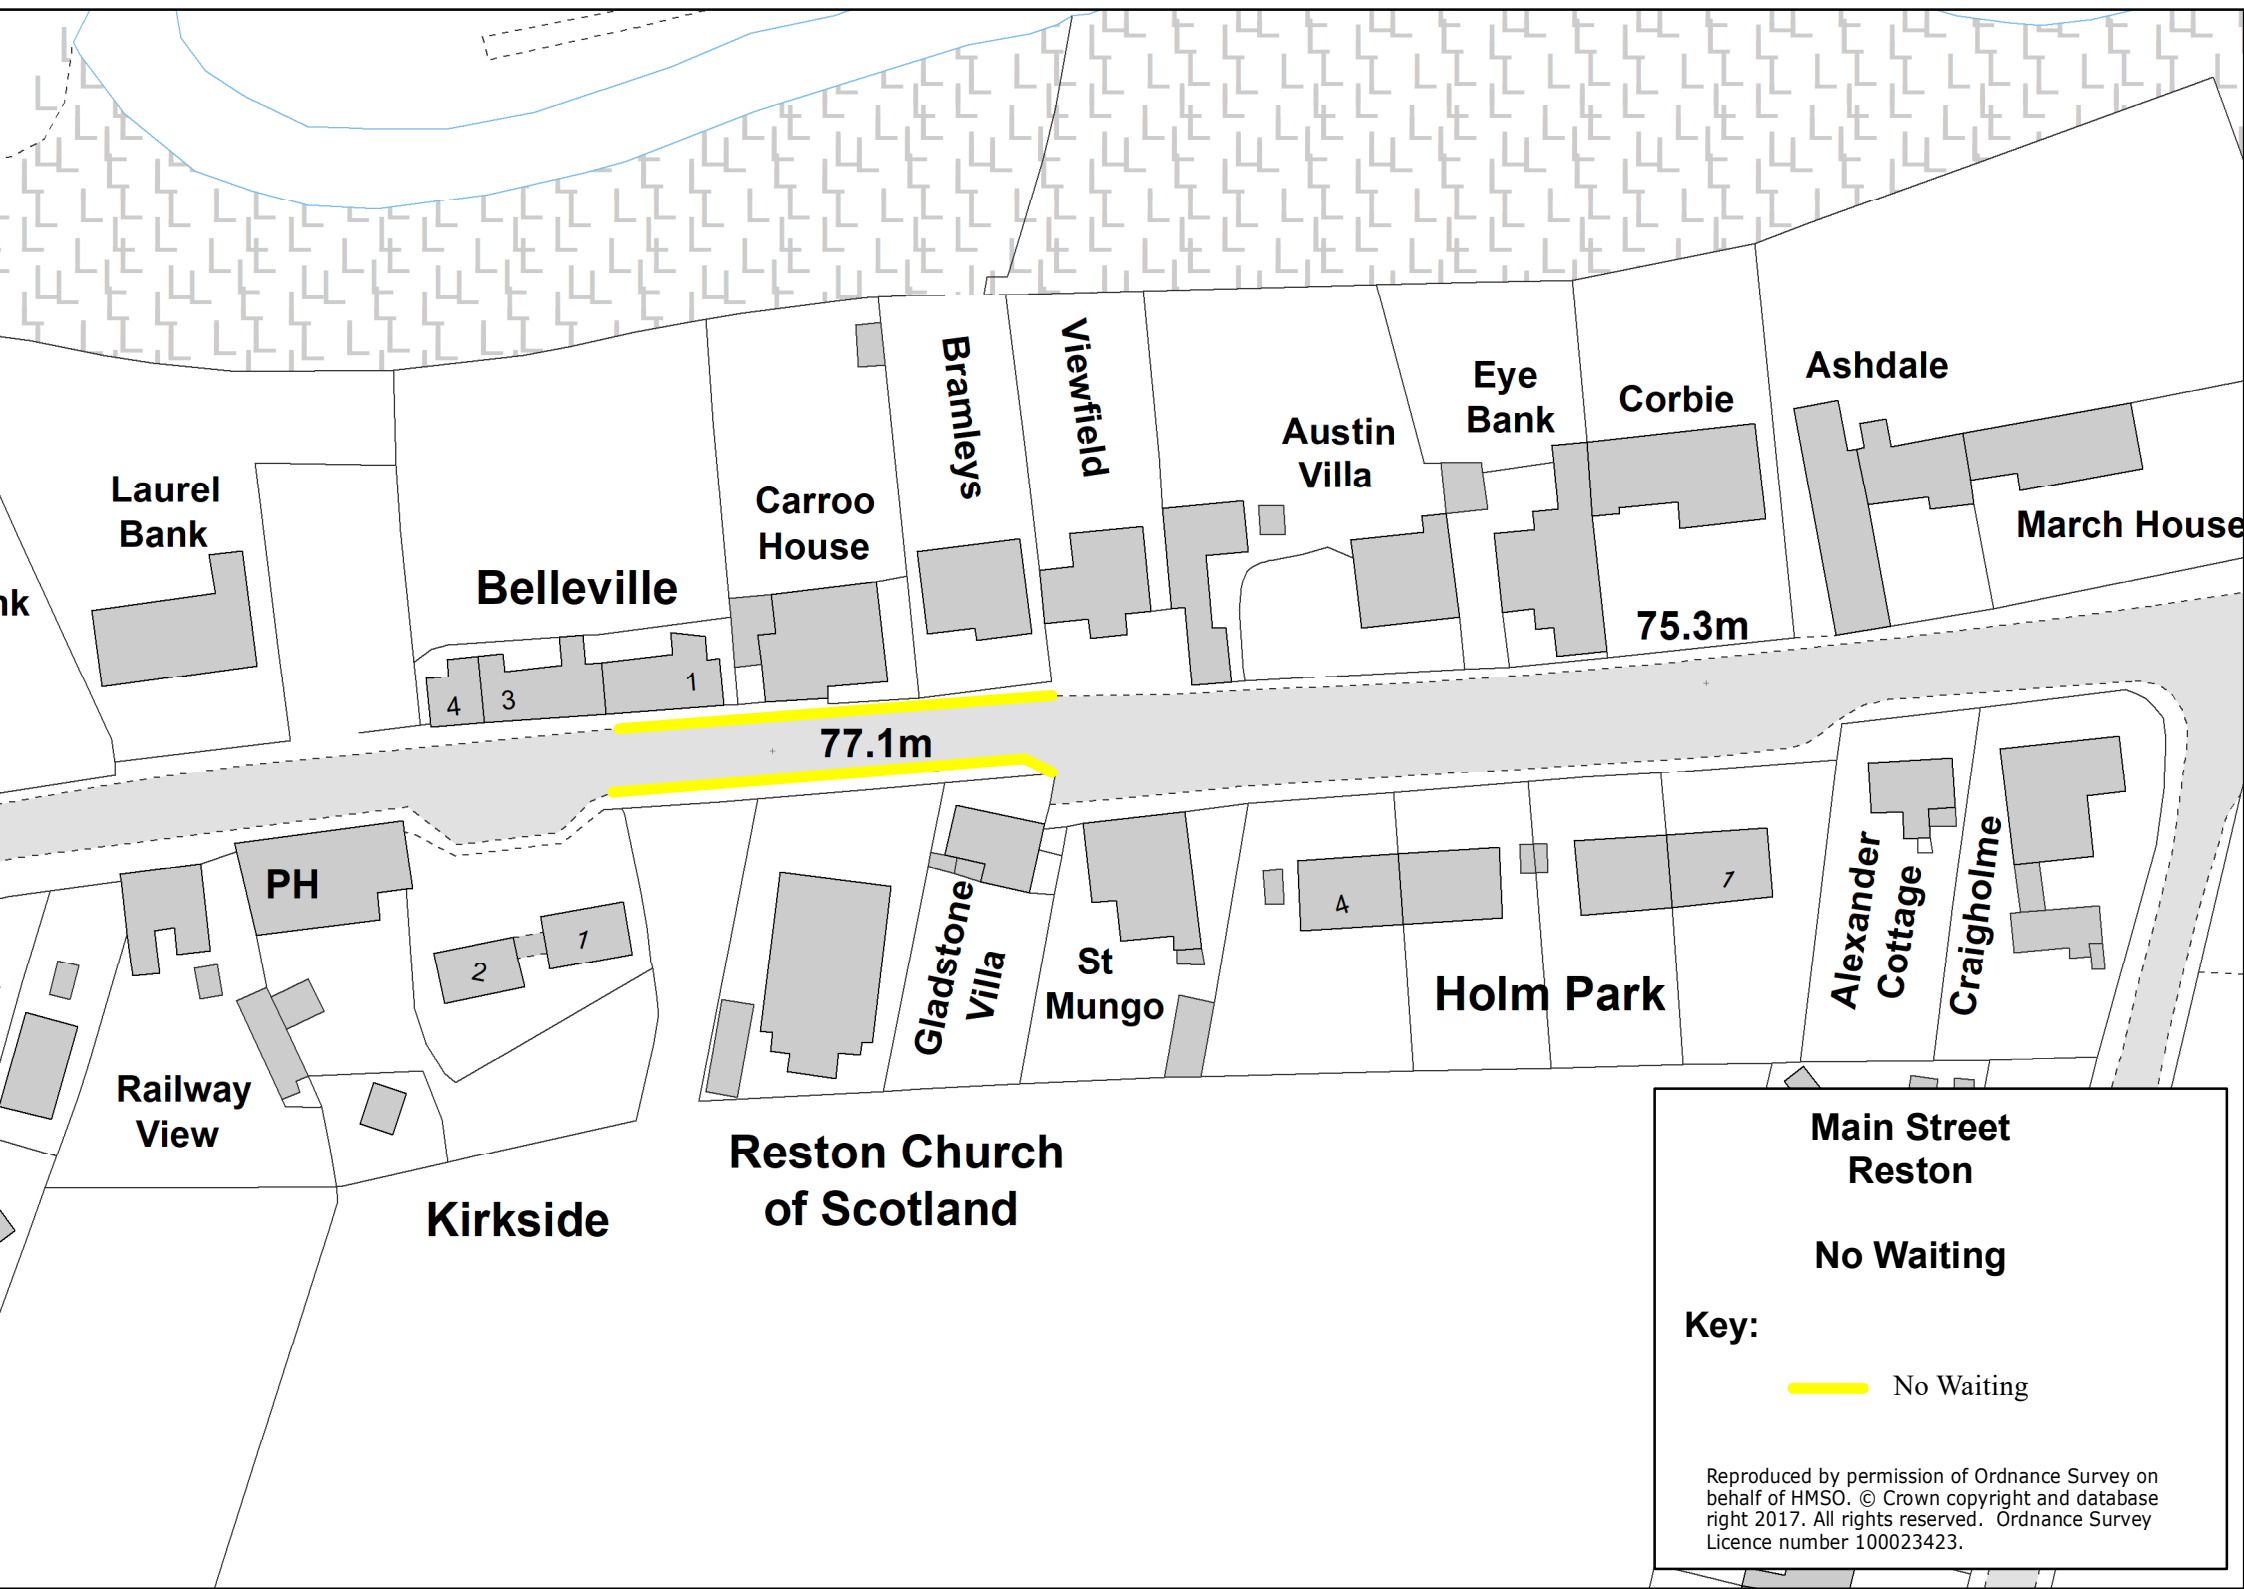 Bramleys
Viewfield
Eye
Bank
Corbie
Ashdale
Austin
Villa
Laurel
Bank
Carroo
House
March House
Belleville
nk
75.3m
4
3
1
77.1m
PH
2
1
Gladstone
Villa
St
Mungo
4
1
Holm Park
Alexander
Cottage
Craigholme
Railway
View
Kirkside
Reston Church
of Scotland
Main Street
Reston
No Waiting
Key:
No Waiting
Reproduced by permission of Ordnance Survey on
behalf of HMSO. © Crown copyright and database
right 2017. All rights reserved. Ordnance Survey
Licence number 100023423.